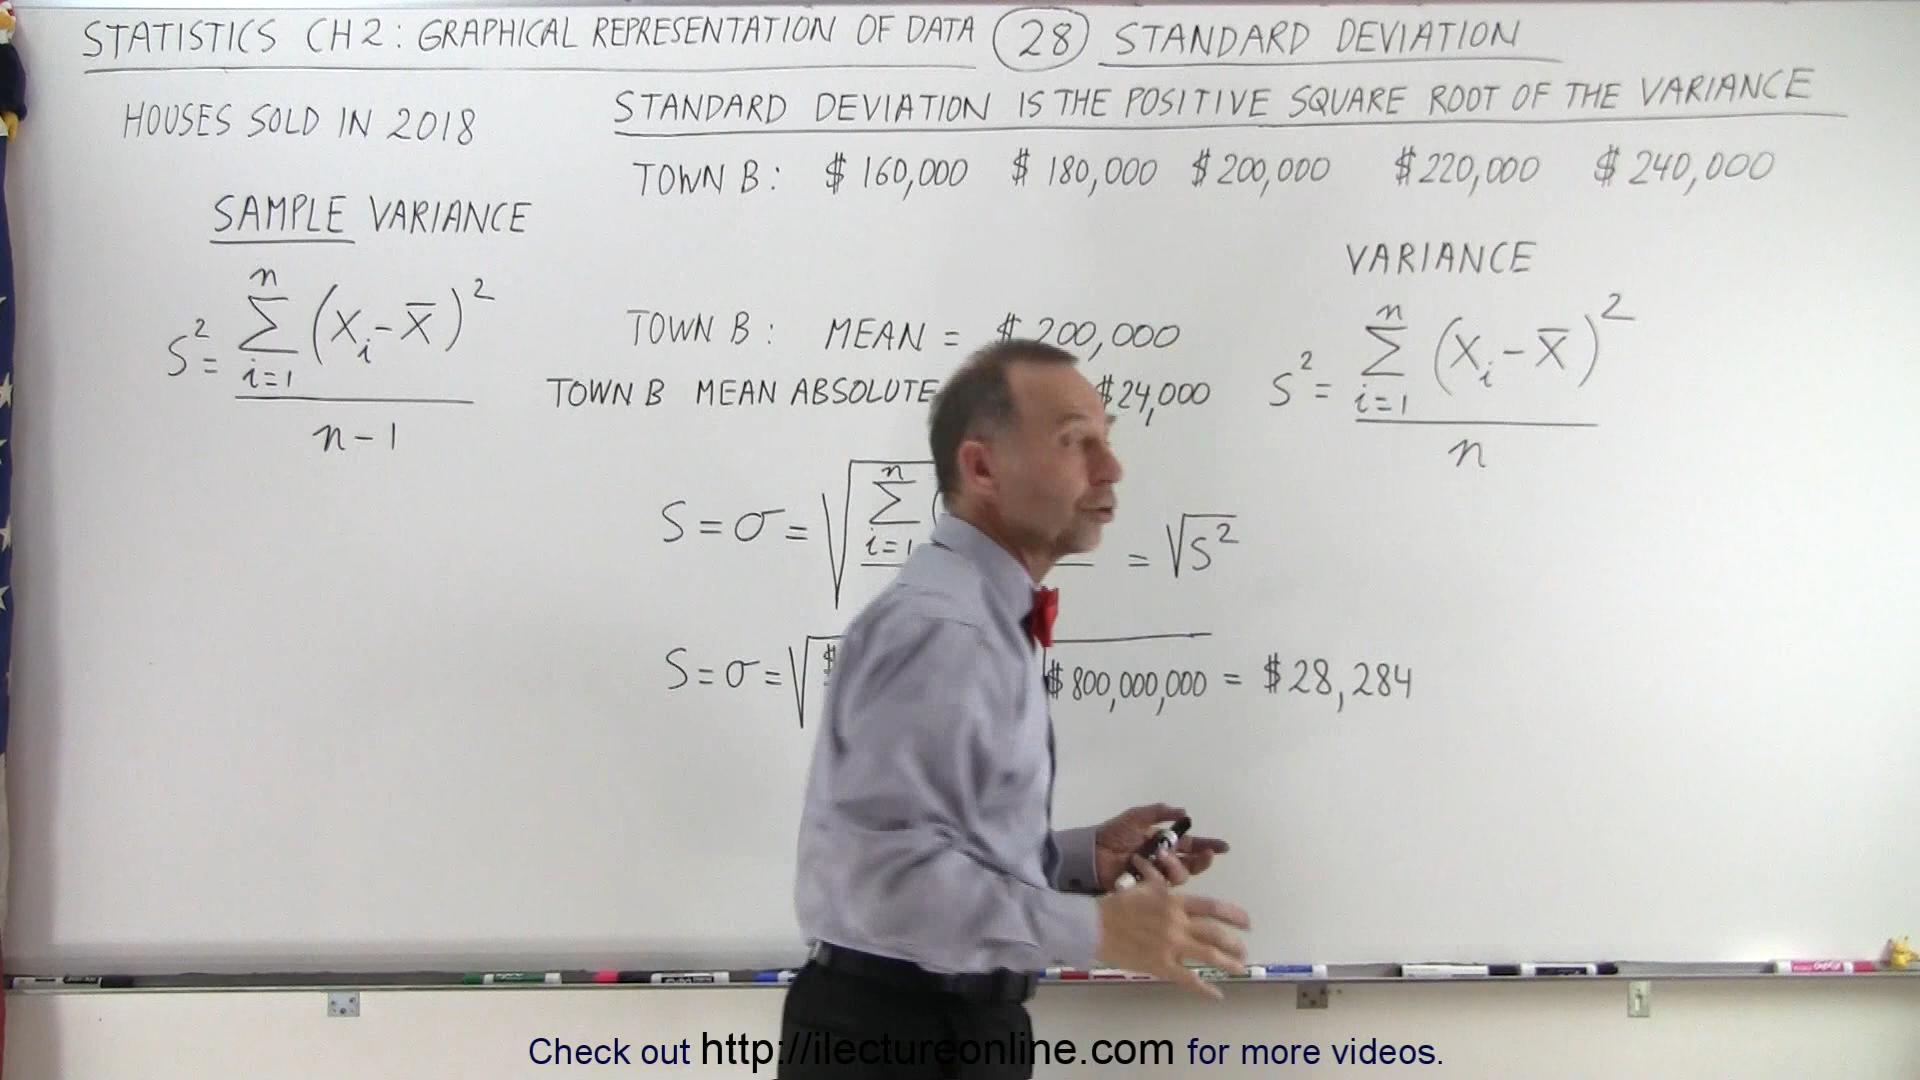 STATISTICS CH 2 : GRAPHICAL REPRESENTATION OF DATA 28 STANDARD DEVIATION
HOUSES SOLD IN 2018
STANDARD DEVIATION IS THE POSITIVE SQUARE ROOT OF THE VARIANCE
TOWN B : $ 160,000 $ 180,000 $ 200,000 $ 220,000 $ 240,000
SAMPLE VARIANCE
S² = n Σ i=1 (Xi - X̄)² / n - 1
TOWN B : MEAN = $ 200,000
TOWN B MEAN ABSOLUTE $24,000
VARIANCE
S² = n Σ i=1 (Xi - X̄)² / n
S = σ = √ n Σ i=1 ( = √S²
S = σ = √ $ $ 800,000,000 = $ 28,284
Check out http://ilectureonline.com for more videos.